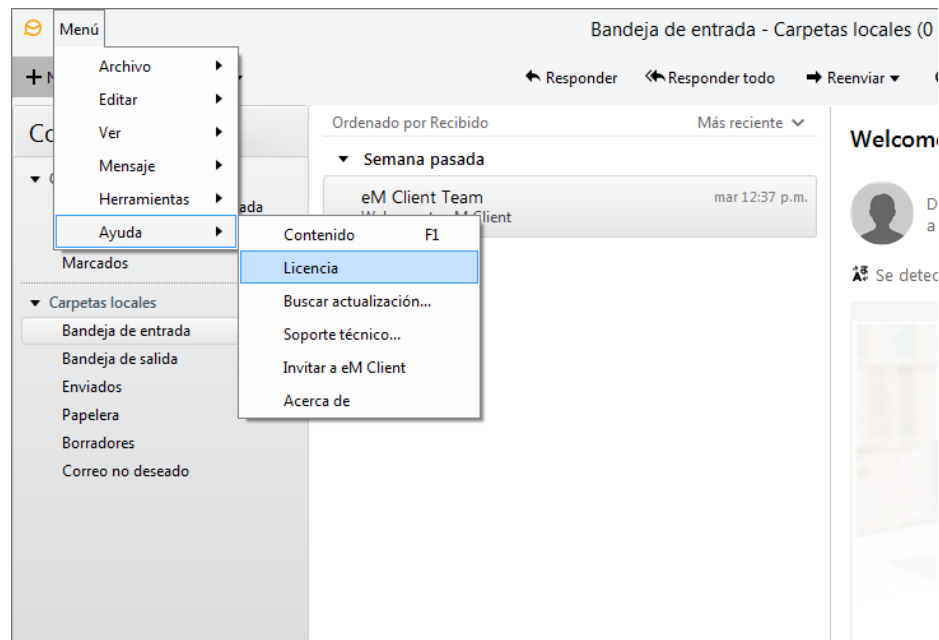 Menú
Bandeja de entrada - Carpetas locales (0
Archivo
Editar
Ver
Mensaje
Herramientas
Ayuda
Contenido F1
Licencia
Buscar actualización...
Soporte técnico...
Invitar a eM Client
Acerca de
Responder
Responder todo
Reenviar
Marcados
Carpetas locales
Bandeja de entrada
Bandeja de salida
Enviados
Papelera
Borradores
Correo no deseado
Ordenado por Recibido
Más reciente
Semana pasada
eM Client Team
mar 12:37 p.m.
Client
Welcome
Se detec